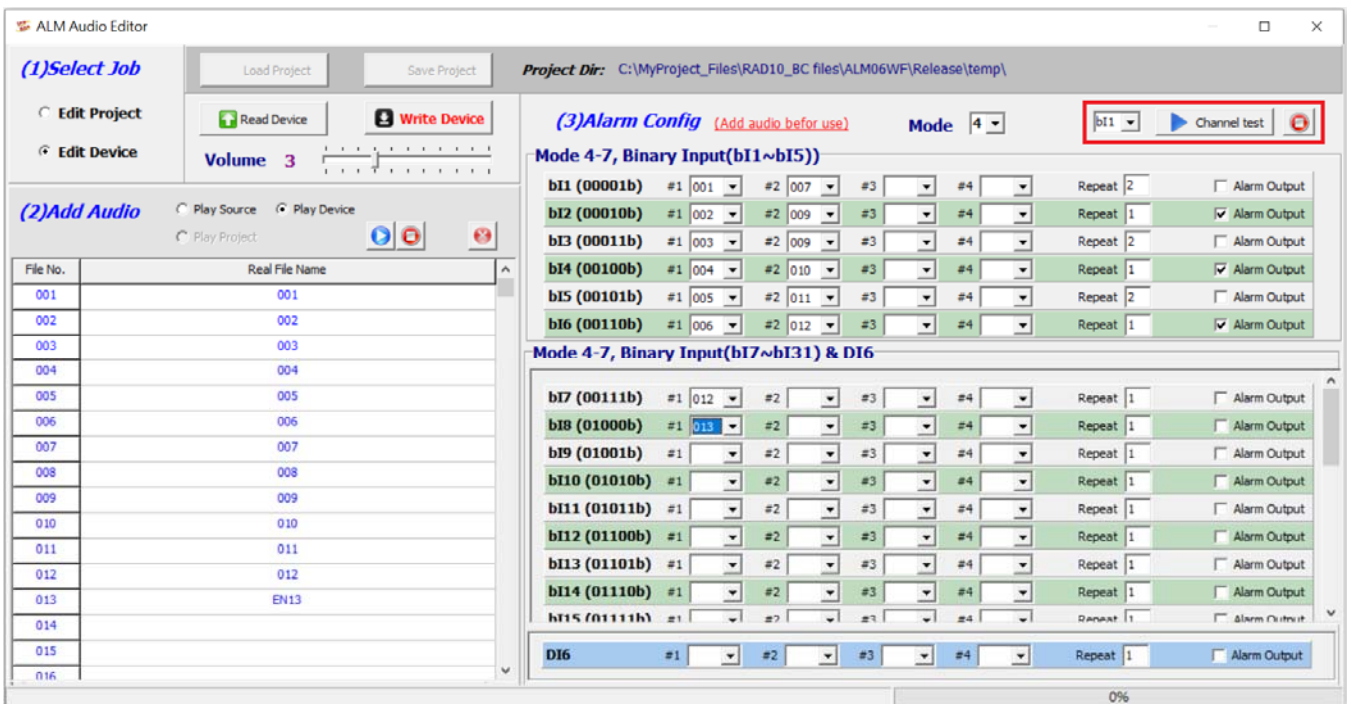 ALM Audio Editor
(1)Select Job
Load Project
Save Project
Project Dir: C:\MyProject_Files\RAD10_BC files\ALM06WF\Release\temp\
Edit Project
Edit Device
Read Device
Write Device
Volume 3
(3)Alarm Config (Add audio befor use) Mode 4
bI1 Channel test
(2)Add Audio
Play Source Play Device
Play Project
File No. Real File Name
001 001
002 002
003 003
004 004
005 005
006 006
007 007
008 008
009 009
010 010
011 011
012 012
013 EN13
014
015
016
Mode 4-7, Binary Input(bI1~bI5))
bI1 (00001b) #1 001 #2 007 #3 #4 Repeat 2 Alarm Output
bI2 (00010b) #1 002 #2 009 #3 #4 Repeat 1 Alarm Output
bI3 (00011b) #1 003 #2 009 #3 #4 Repeat 2 Alarm Output
bI4 (00100b) #1 004 #2 010 #3 #4 Repeat 1 Alarm Output
bI5 (00101b) #1 005 #2 011 #3 #4 Repeat 2 Alarm Output
bI6 (00110b) #1 006 #2 012 #3 #4 Repeat 1 Alarm Output
Mode 4-7, Binary Input(bI7~bI31) & DI6
bI7 (00111b) #1 012 #2 #3 #4 Repeat 1 Alarm Output
bI8 (01000b) #1 013 #2 #3 #4 Repeat 1 Alarm Output
bI9 (01001b) #1 #2 #3 #4 Repeat 1 Alarm Output
bI10 (01010b) #1 #2 #3 #4 Repeat 1 Alarm Output
bI11 (01011b) #1 #2 #3 #4 Repeat 1 Alarm Output
bI12 (01100b) #1 #2 #3 #4 Repeat 1 Alarm Output
bI13 (01101b) #1 #2 #3 #4 Repeat 1 Alarm Output
bI14 (01110b) #1 #2 #3 #4 Repeat 1 Alarm Output
bI15 (01111b) #1 #2 #3 #4 Repeat 1 Alarm Output
DI6 #1 #2 #3 #4 Repeat 1 Alarm Output
0%